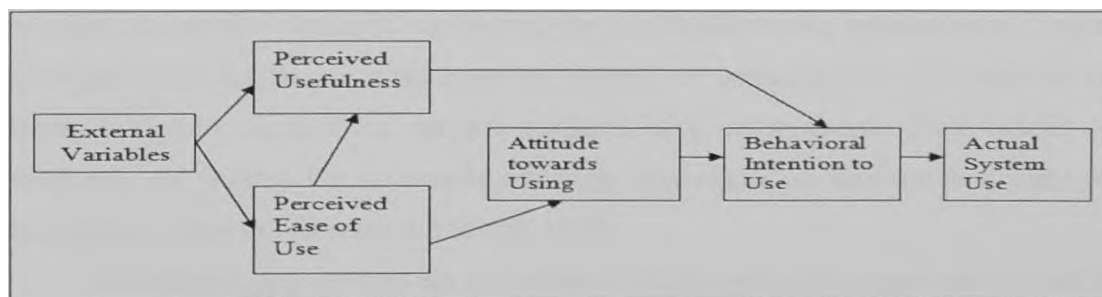 Perceived
Usefulness
External
Variables
Perceived
Ease of
Use
Attitude
towards
Using
Behavioral
Intention to
Use
Actual
System
Use